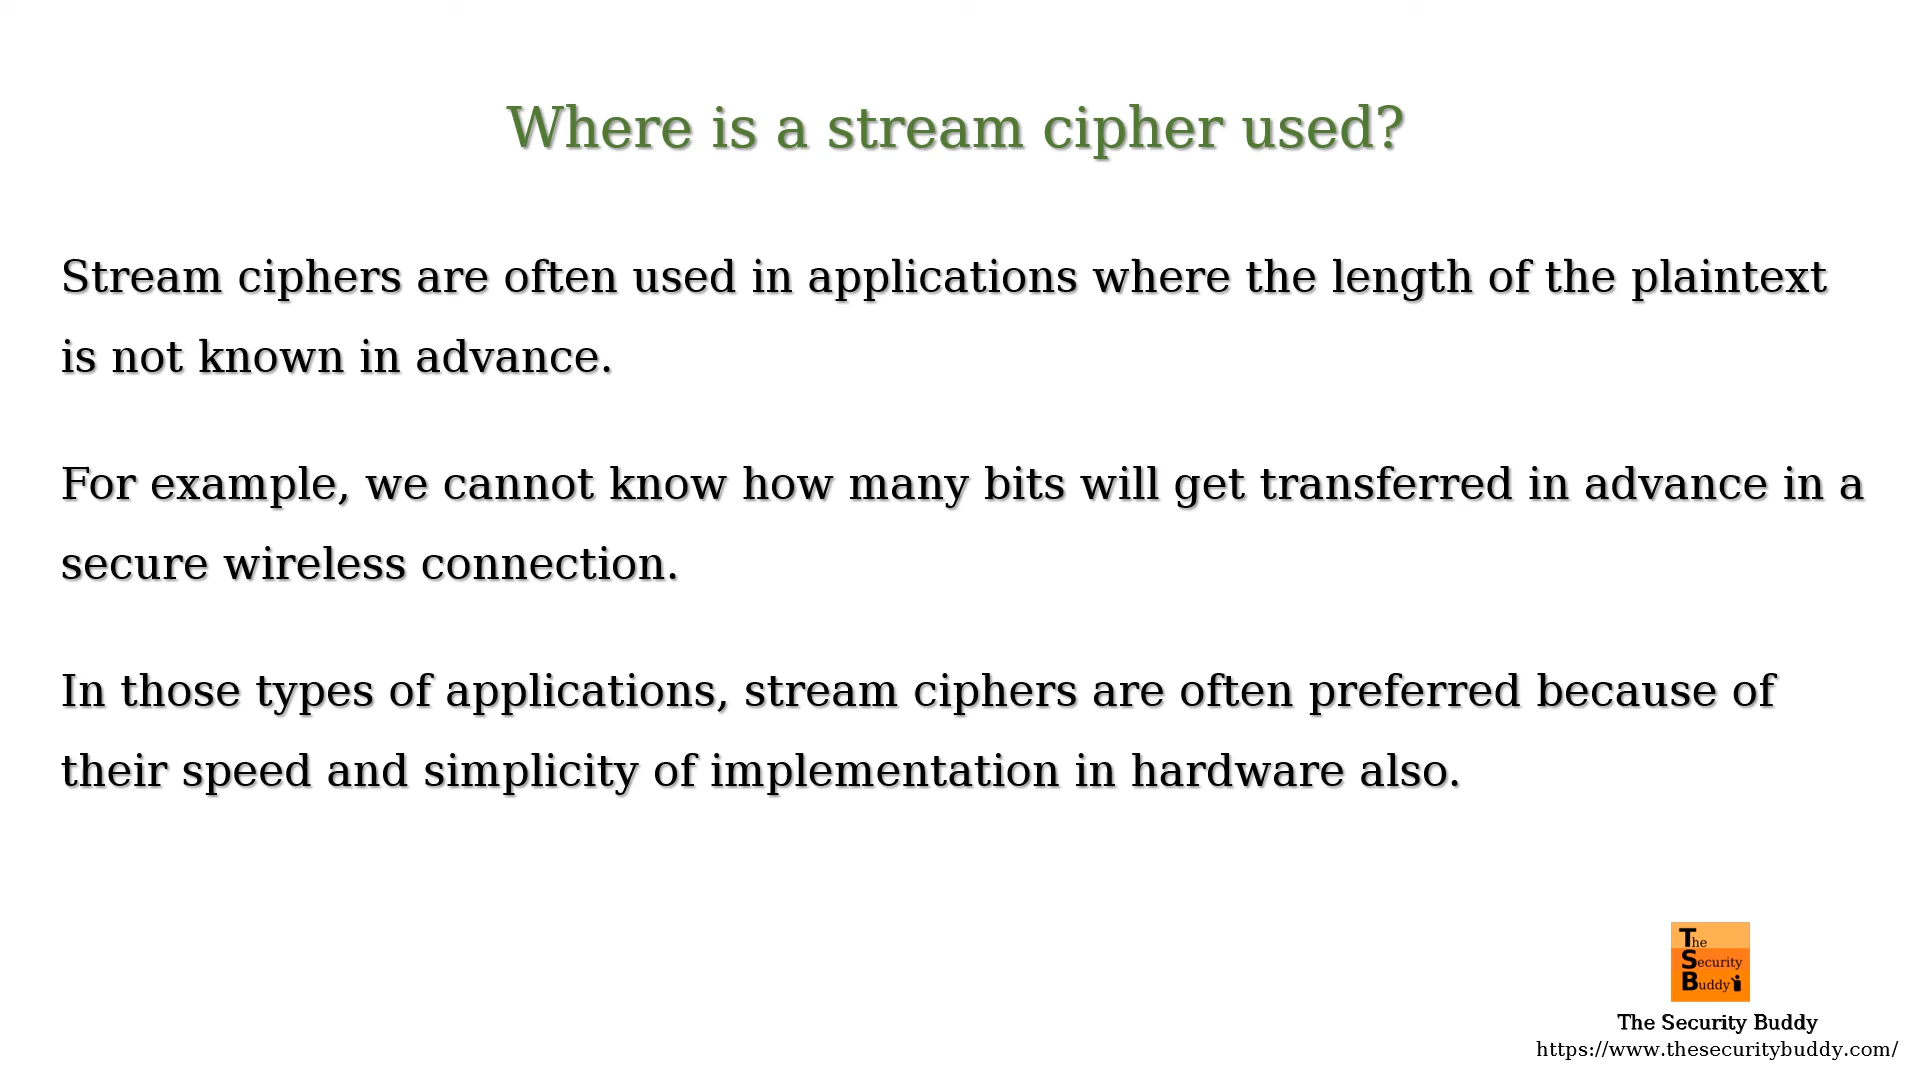 Where is a stream cipher used?
Stream ciphers are often used in applications where the length of the plaintext
is not known in advance.
For example, we cannot know how many bits will get transferred in advance in a
secure wireless connection.
In those types of applications, stream ciphers are often preferred because of
their speed and simplicity of implementation in hardware also.
The
Security
Buddy
The Security Buddy
https://www.thesecuritybuddy.com/